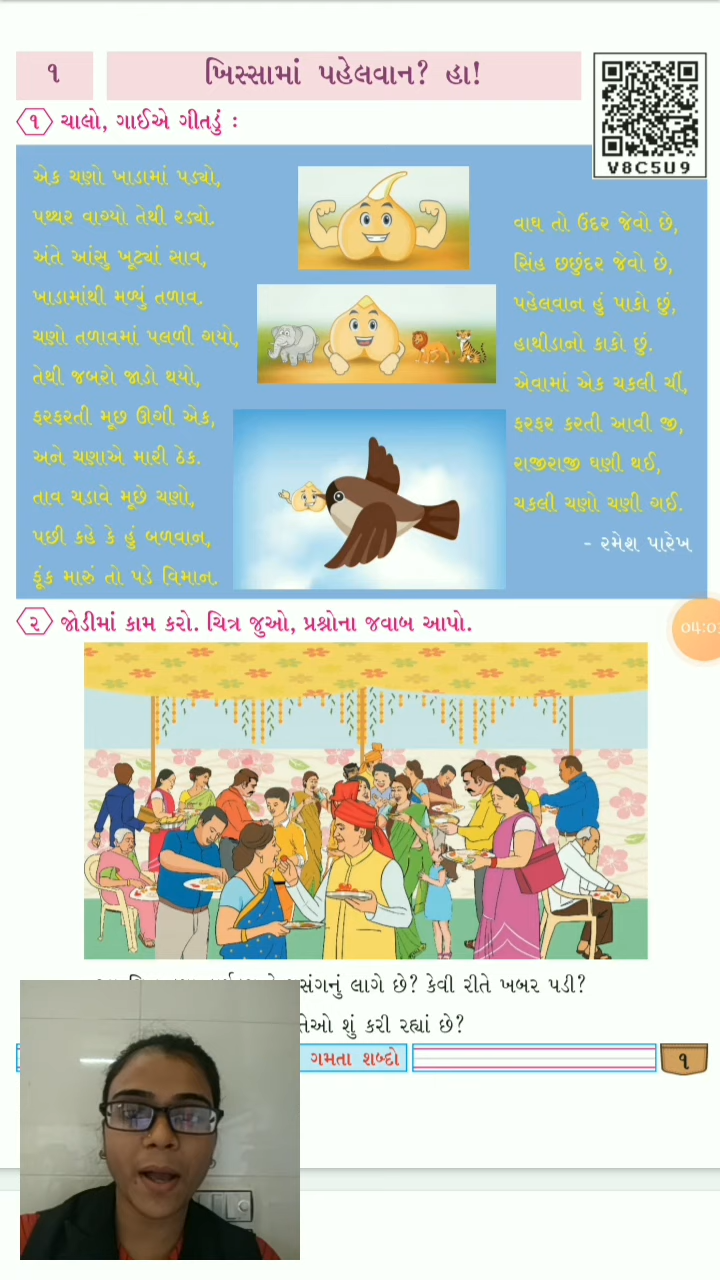 ૧
ખિસ્સામાં પહેલવાન? હા!
V8C5U9
૧ ચાલો, ગાઈએ ગીતડું :
એક ચણો ખાડામાં પડ્યો,
પથ્થર વાગ્યો તેથી રડ્યો.
અંતે આંસુ ખૂટ્યાં સાવ,
ખાડામાંથી મળ્યું તળાવ.
ચણો તળાવમાં પલળી ગયો,
તેથી જબરો જાડો થયો,
ફરફરતી મૂછ ઊગી એક,
અને ચણાએ મારી ઠેક.
તાવ ચડાવે મૂછે ચણો,
પછી કહે કે હું બળવાન,
ફૂંક મારું તો પડે વિમાન.
વાઘ તો ઉંદર જેવો છે,
સિંહ છછુંદર જેવો છે,
પહેલવાન હું પાકો છું,
હાથીડાનો કાકો છું.
એવામાં એક ચકલી ચીં,
ફરફર કરતી આવી જી,
રાજીરાજી ઘણી થઈ,
ચકલી ચણો ચણી ગઈ.
- રમેશ પારેખ
૨ જોડીમાં કામ કરો. ચિત્ર જુઓ, પ્રશ્નોના જવાબ આપો.
04:0
લાગે છે? કેવી રીતે ખબર પડી?
શું કરી રહ્યાં છે?
ગમતા શબ્દો
૧